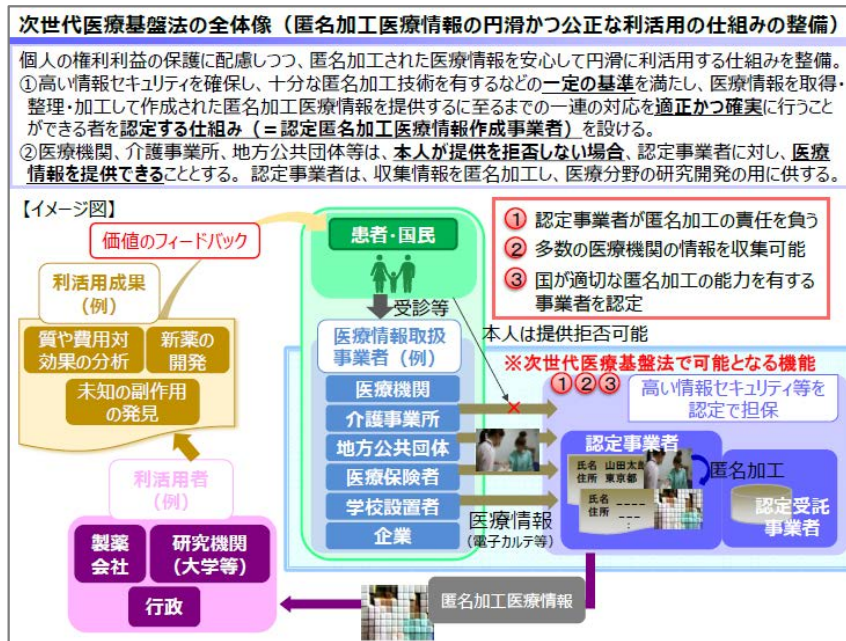 次世代医療基盤法の全体像（匿名加工医療情報の円滑かつ公正な利活用の仕組みの整備）
個人の権利利益の保護に配慮しつつ、匿名加工された医療情報を安心して円滑に利活用する仕組みを整備。
①高い情報セキュリティを確保し、十分な匿名加工技術を有するなどの一定の基準を満たし、医療情報を取得・
整理・加工して作成された匿名加工医療情報を提供するに至るまでの一連の対応を適正かつ確実に行うこと
ができる者を認定する仕組み（＝認定匿名加工医療情報作成事業者）を設ける。
②医療機関、介護事業所、地方公共団体等は、本人が提供を拒否しない場合、認定事業者に対し、医療
情報を提供できることとする。 認定事業者は、収集情報を匿名加工し、医療分野の研究開発の用に供する。
【イメージ図】
価値のフィードバック
患者・国民
① 認定事業者が匿名加工の責任を負う
② 多数の医療機関の情報を収集可能
③ 国が適切な匿名加工の能力を有する
事業者を認定
利活用成果
（例）
質や費用対
効果の分析
新薬の
開発
未知の副作用
の発見
受診等
本人は提供拒否可能
医療情報取扱
事業者（例）
医療機関
介護事業所
地方公共団体
医療保険者
学校設置者
企業
※次世代医療基盤法で可能となる機能
①②③
高い情報セキュリティ等を
認定で担保
認定事業者
氏名 山田太郎
住所 東京都
氏名 ----
住所 ---
:
匿名加工
認定受託
事業者
医療情報
（電子カルテ等）
利活用者
（例）
製薬
会社
研究機関
（大学等）
行政
匿名加工医療情報